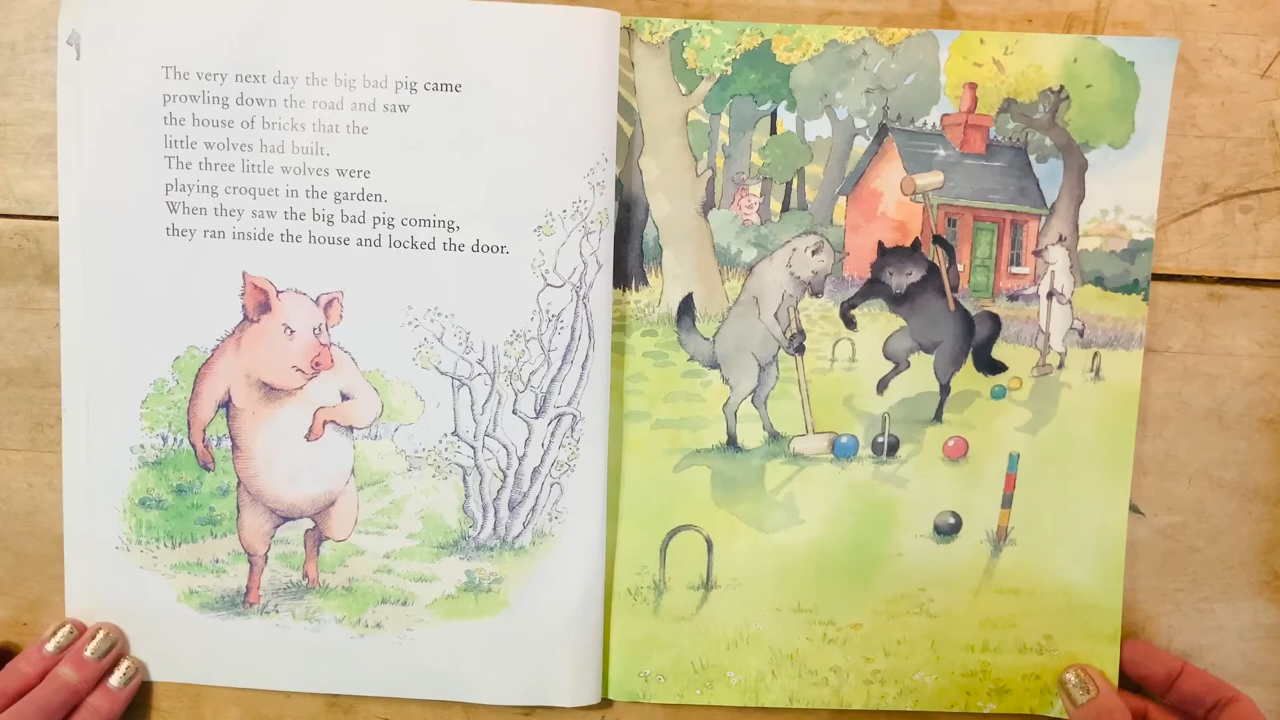 The very next day the big bad pig came
prowling down the road and saw
the house of bricks that the
little wolves had built.
The three little wolves were
playing croquet in the garden.
When they saw the big bad pig coming,
they ran inside the house and locked the door.